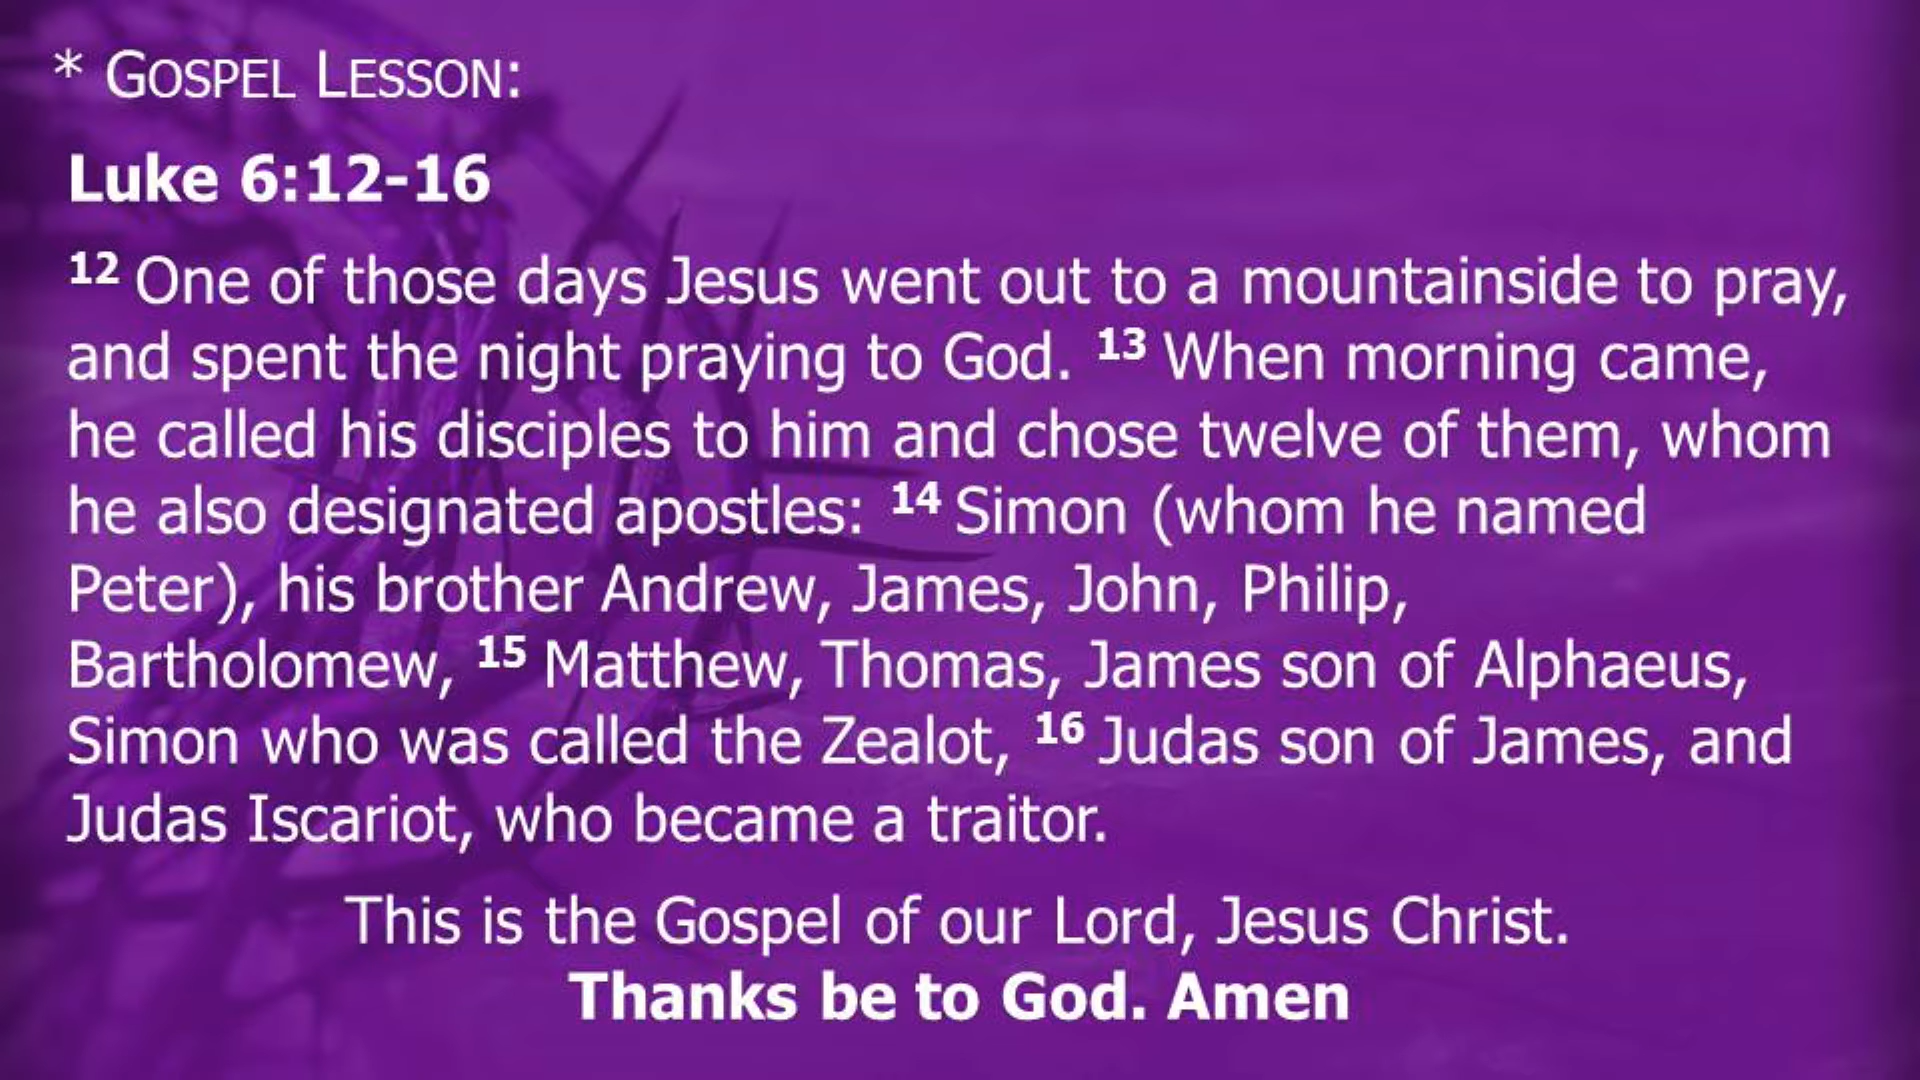 * GOSPEL LESSON:
Luke 6:12-16
12 One of those days Jesus went out to a mountainside to pray,
and spent the night praying to God. 13 When morning came,
he called his disciples to him and chose twelve of them, whom
he also designated apostles: 14 Simon (whom he named
Peter), his brother Andrew, James, John, Philip,
Bartholomew, 15 Matthew, Thomas, James son of Alphaeus,
Simon who was called the Zealot, 16 Judas son of James, and
Judas Iscariot, who became a traitor.
This is the Gospel of our Lord, Jesus Christ.
Thanks be to God. Amen